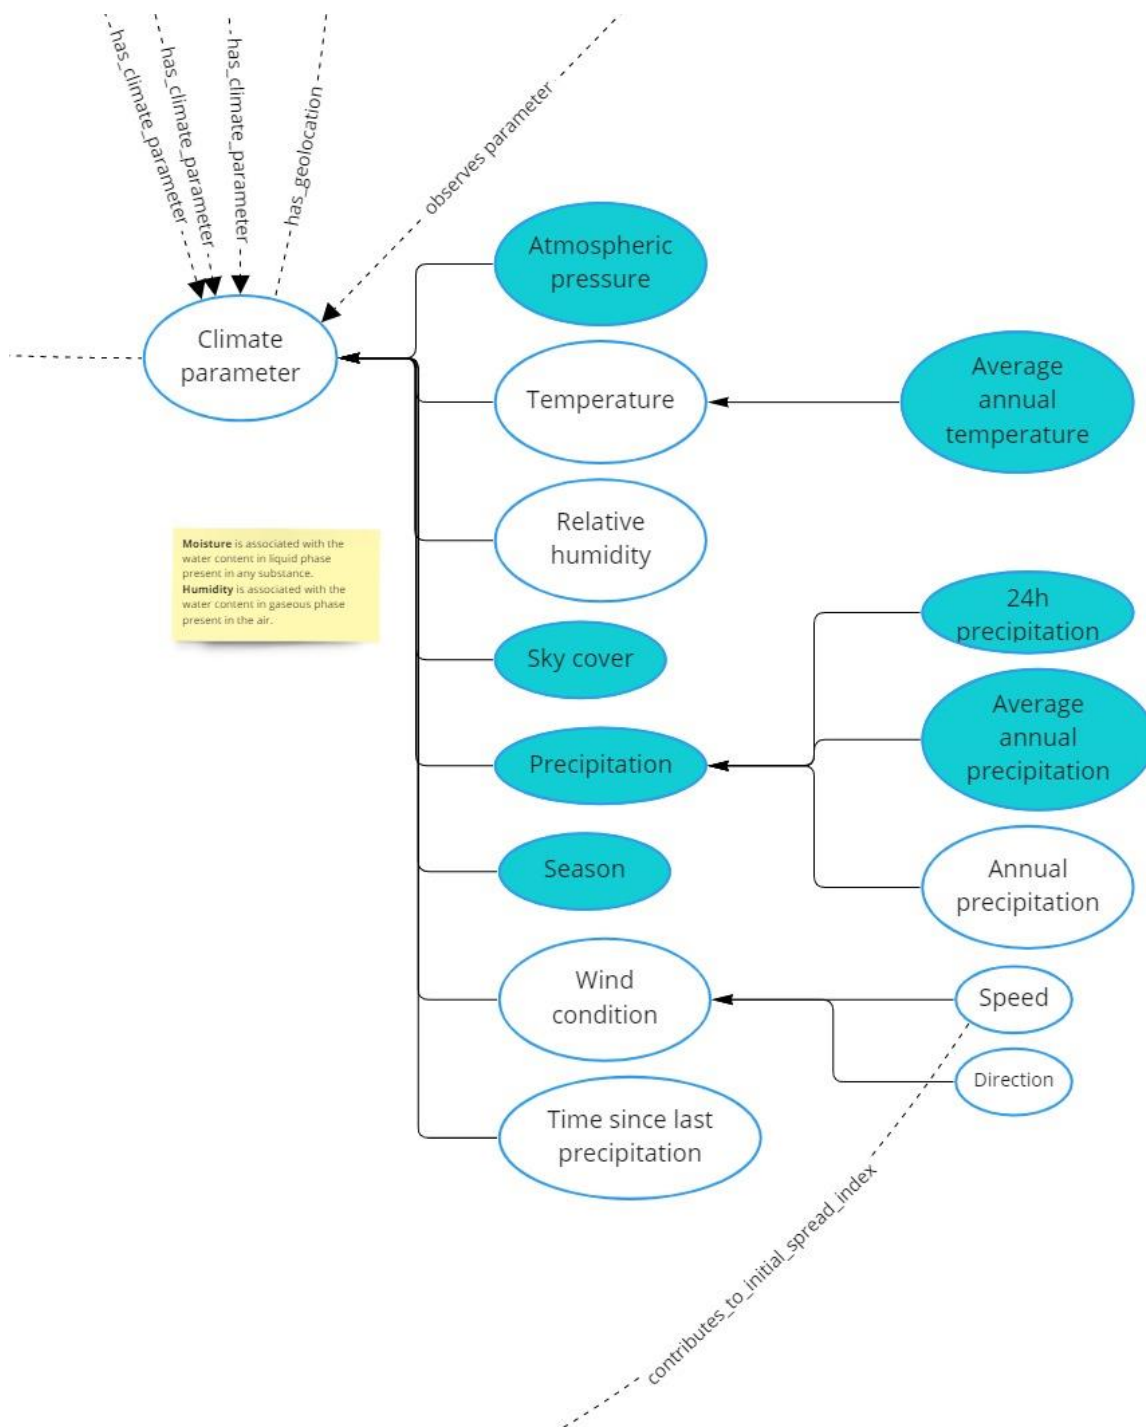 has_climate_parameter
has_climate_parameter
has_climate_parameter
has_geolocation
observes parameter
Climate
parameter
Atmospheric
pressure
Temperature
Average
annual
temperature
Relative
humidity
Moisture is associated with the
water content in liquid phase
present in any substance.
Humidity is associated with the
water content in gaseous phase
present in the air.
Sky cover
24h
precipitation
Precipitation
Average
annual
precipitation
Season
Annual
precipitation
Wind
condition
Speed
Direction
Time since last
precipitation
contributes_to_initial_spread_index